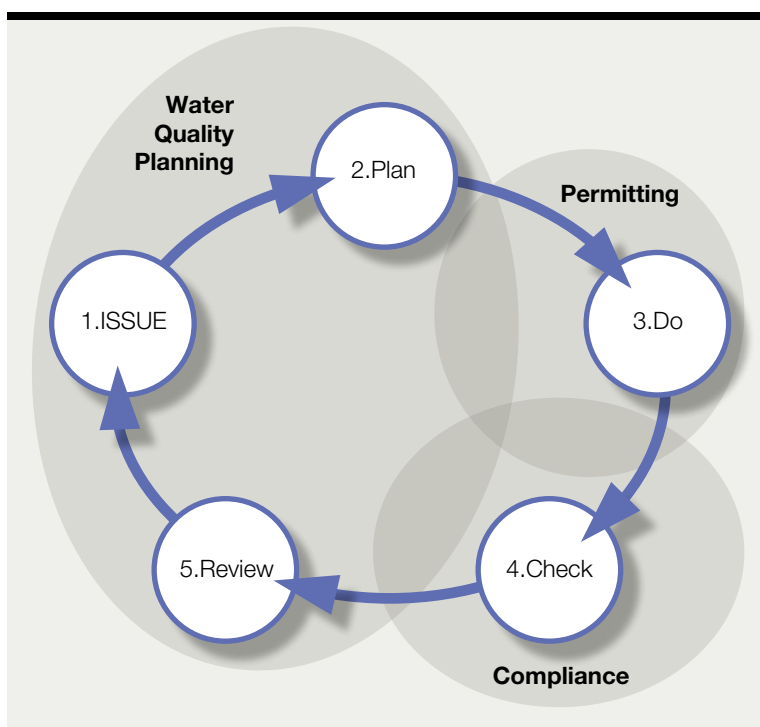 Water
Quality
Planning
2.Plan
Permitting
1.ISSUE
3.Do
5.Review
4.Check
Compliance